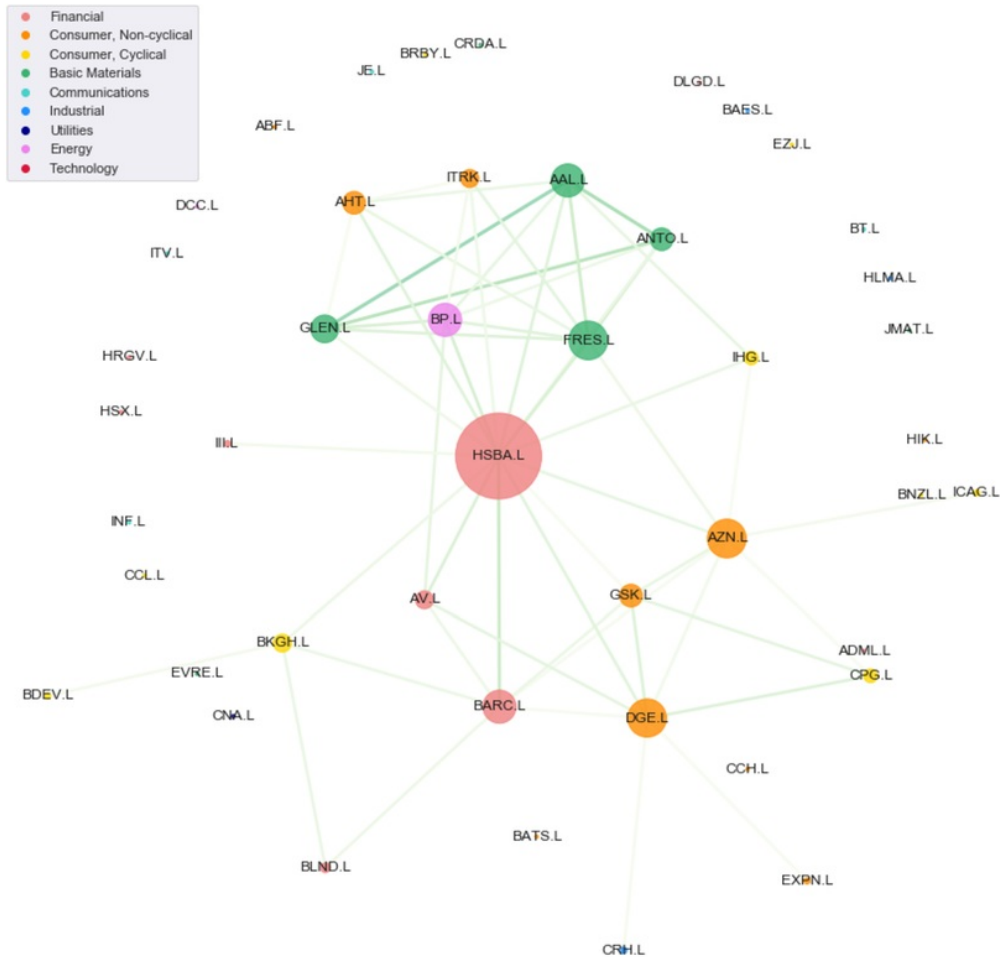 Financial
Consumer, Non-cyclical
Consumer, Cyclical
Basic Materials
Communications
Industrial
Utilities
Energy
Technology
CRDA.L
BRBY.L
JE.L
DLGD.L
BAES.L
ABF.L
EZJ.L
ITRK.L
AAL.L
AHT.L
DCC.L
BT.L
ANTO.L
ITV.L
HLMA.L
BP.L
GLEN.L
JMAT.L
FRES.L
HRGV.L
IHG.L
HSX.L
HIK.L
III.L
HSBA.L
ICAG.L
BNZL.L
INF.L
AZN.L
CCL.L
GSK.L
AV.L
BKGH.L
ADML.L
EVRE.L
CPG.L
BDEV.L
BARC.L
CNA.L
DGE.L
CCH.L
BATS.L
BLND.L
EXPN.L
CRH.L